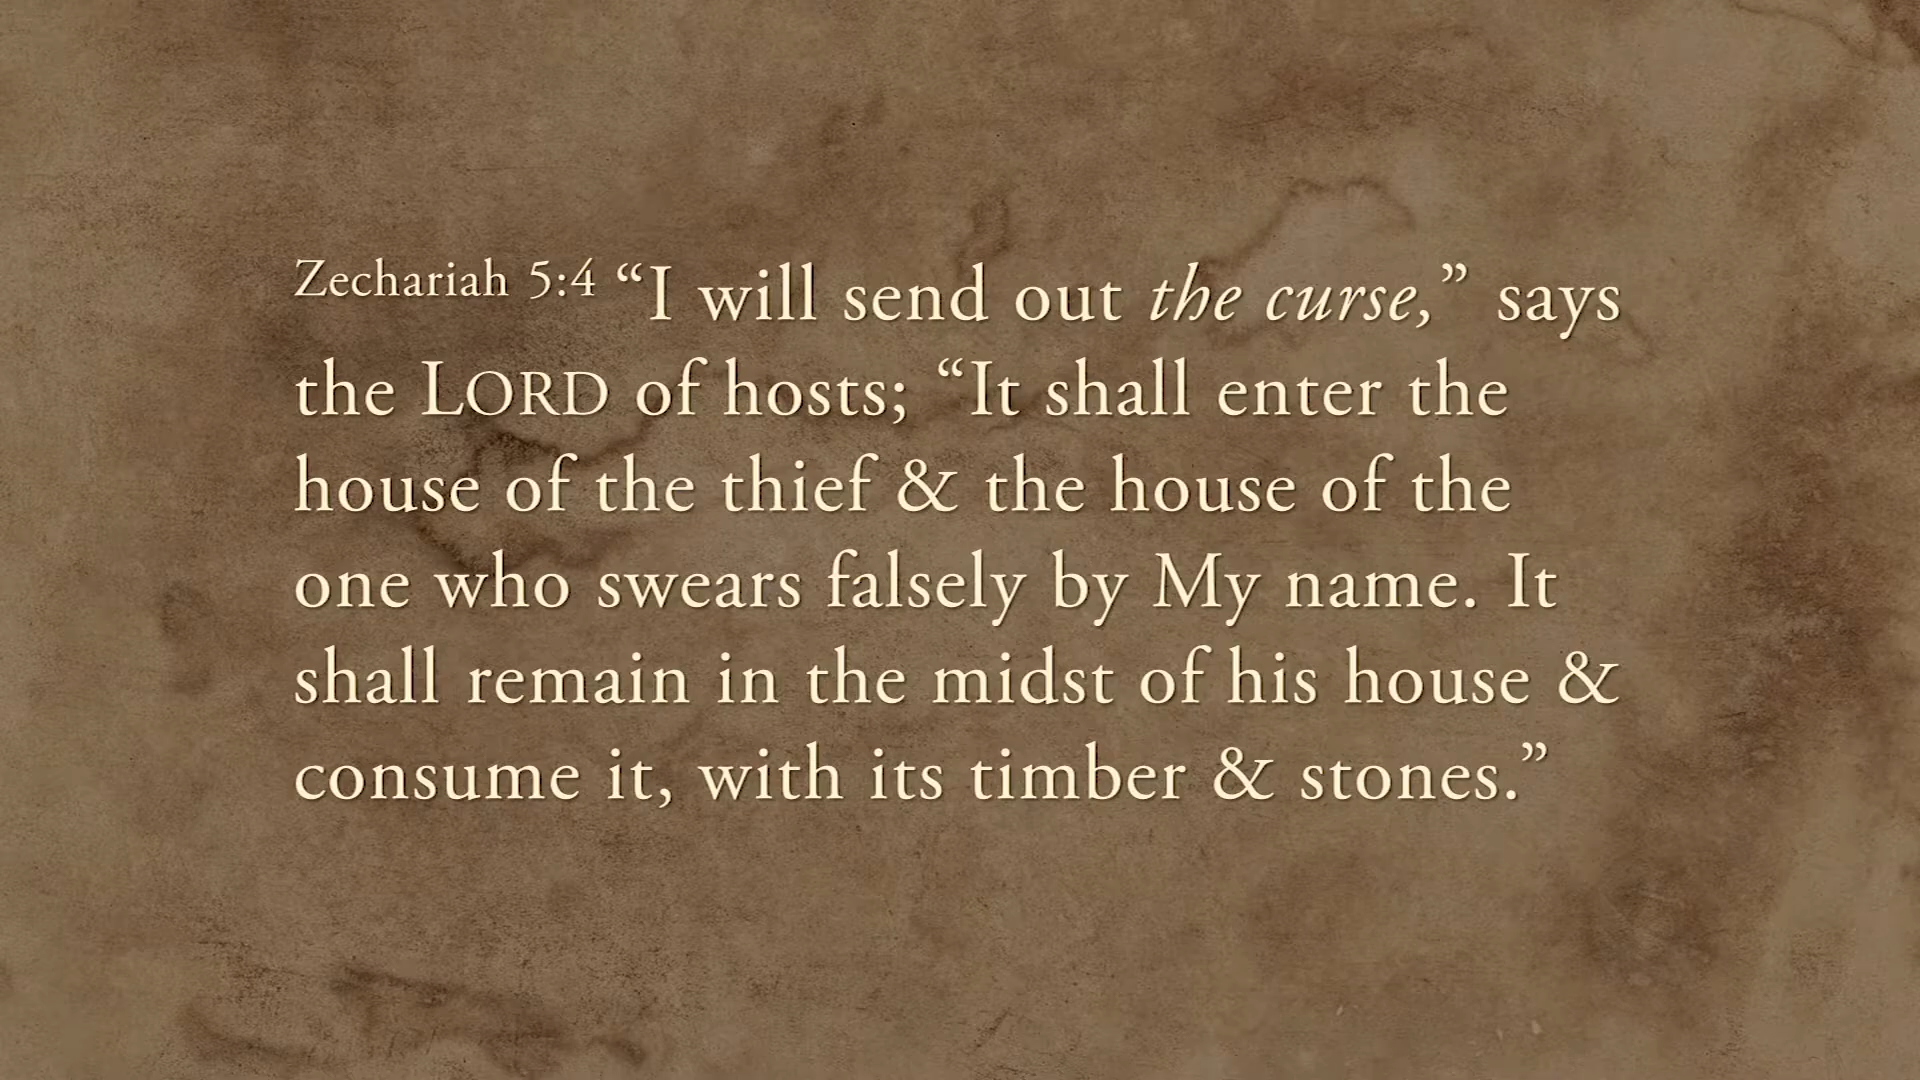 Zechariah 5:4 “I will send out the curse,” says
the LORD of hosts; “It shall enter the
house of the thief & the house of the
one who swears falsely by My name. It
shall remain in the midst of his house &
consume it, with its timber & stones.”